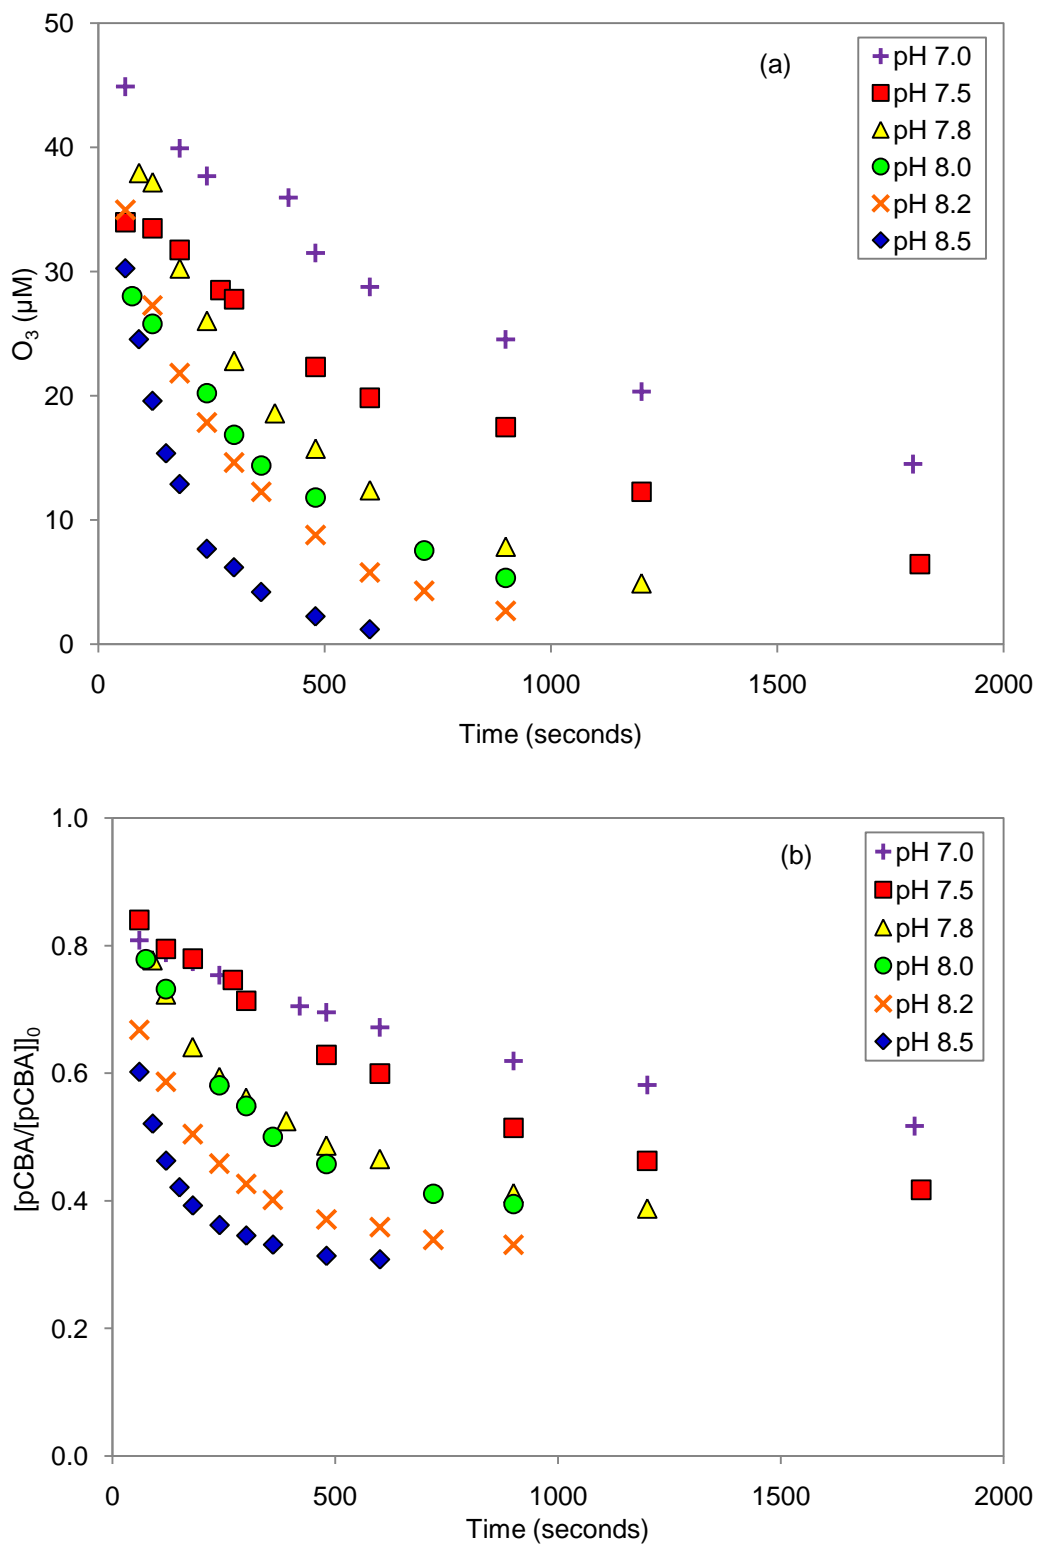 50
40
30
20
10
0
O₃ (µM)
(a)
pH 7.0
pH 7.5
pH 7.8
pH 8.0
pH 8.2
pH 8.5
0 500 1000 1500 2000
Time (seconds)
1.0
0.8
0.6
0.4
0.2
0.0
[pCBA/[pCBA]]₀
(b)
pH 7.0
pH 7.5
pH 7.8
pH 8.0
pH 8.2
pH 8.5
0 500 1000 1500 2000
Time (seconds)